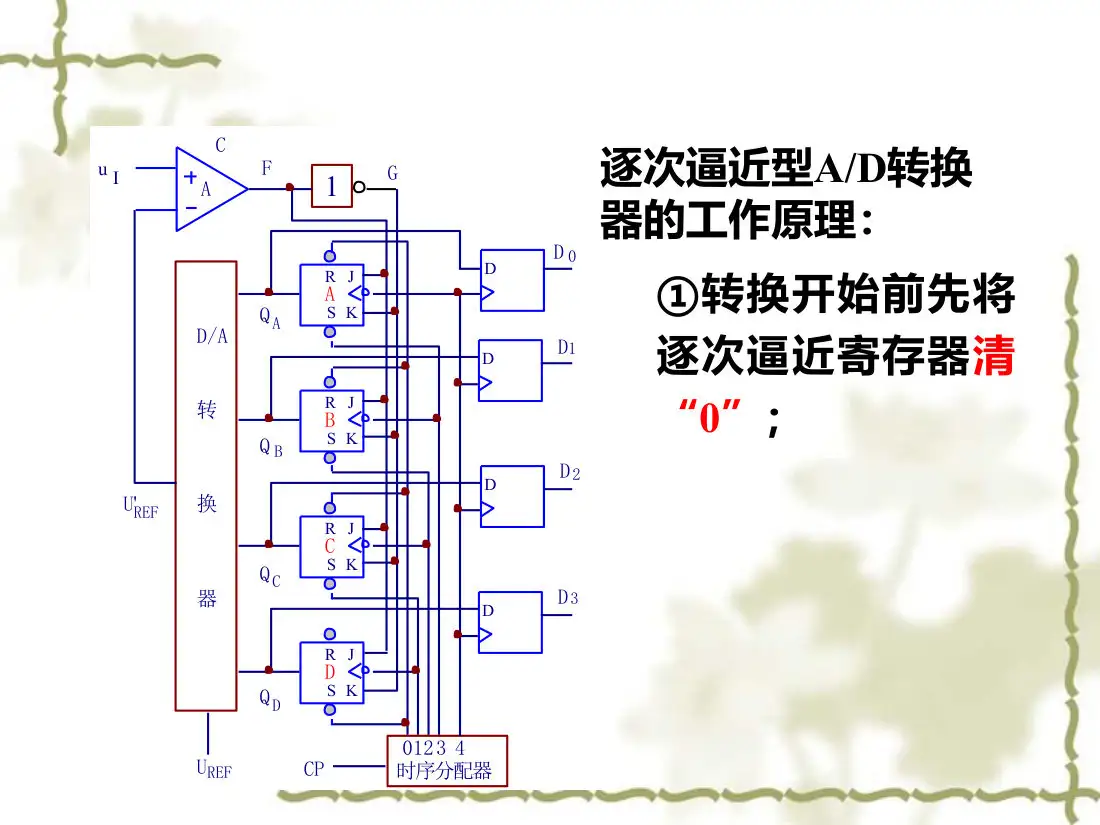 逐次逼近型A/D转换
器的工作原理：
①转换开始前先将
逐次逼近寄存器清
“0”；
C
uI
+
A
−
F
1
G
D/A
转
换
器
U'REF
UREF
QA
R J
A
S K
D
D0
QB
R J
B
S K
D
D1
QC
R J
C
S K
D
D2
QD
R J
D
S K
D
D3
CP
0123 4
时序分配器